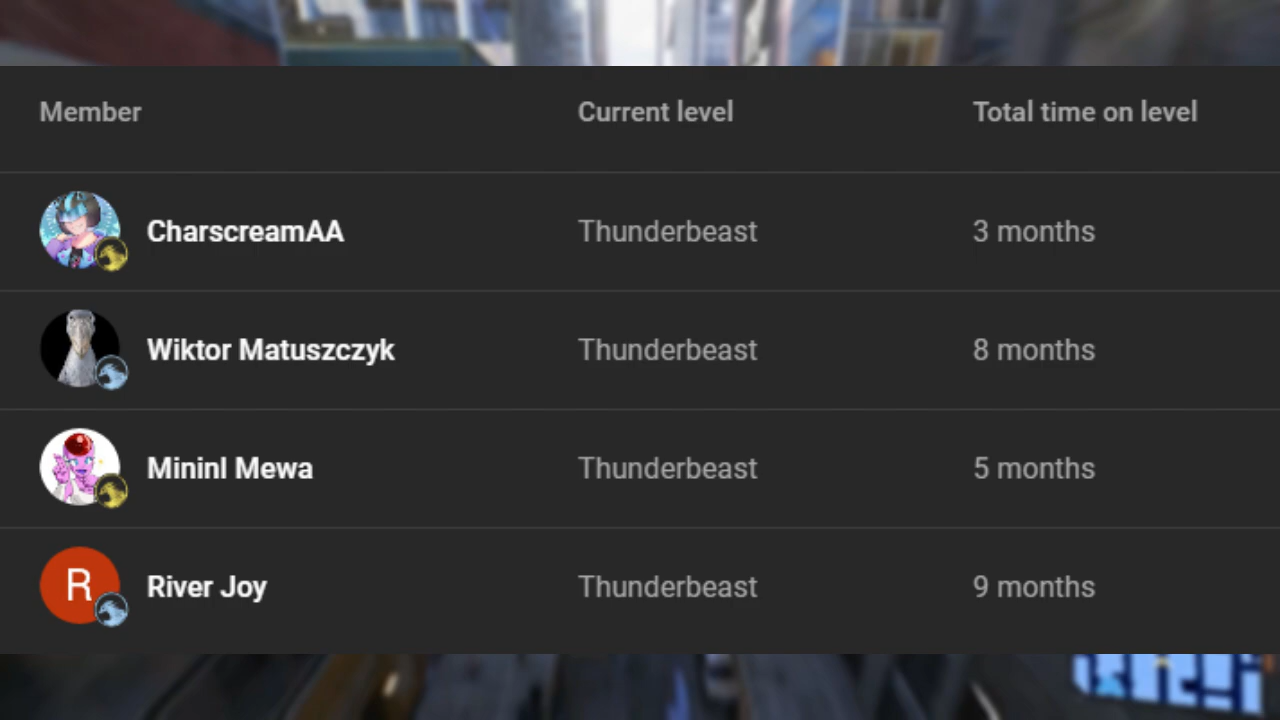 Member Current level Total time on level
CharscreamAA Thunderbeast 3 months
Wiktor Matuszczyk Thunderbeast 8 months
Mininl Mewa Thunderbeast 5 months
R River Joy Thunderbeast 9 months